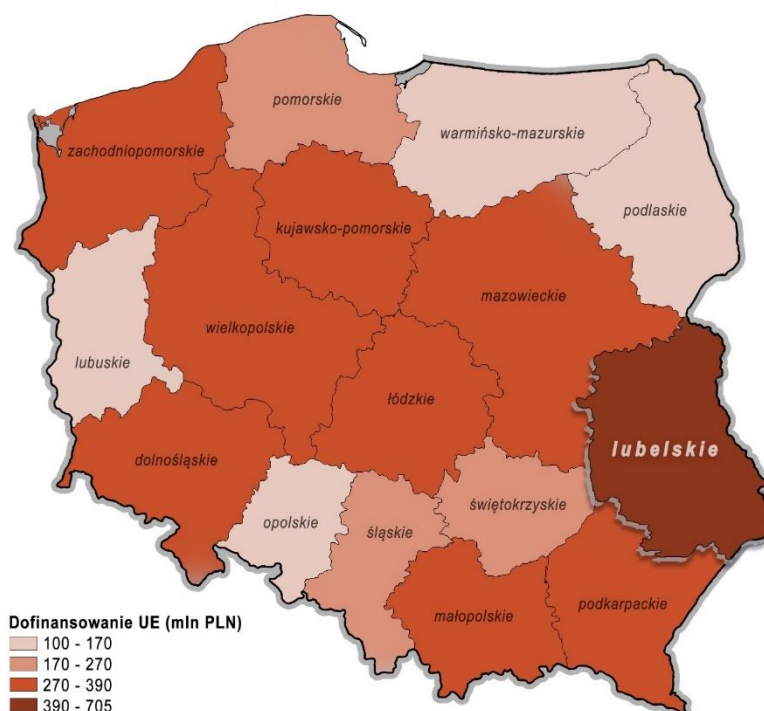 pomorskie
warmińsko-mazurskie
zachodniopomorskie
podlaskie
kujawsko-pomorskie
mazowieckie
wielkopolskie
lubuskie
łódzkie
lubelskie
dolnośląskie
świętokrzyskie
opolskie
śląskie
podkarpackie
małopolskie
Dofinansowanie UE (mln PLN)
100 - 170
170 - 270
270 - 390
390 - 705